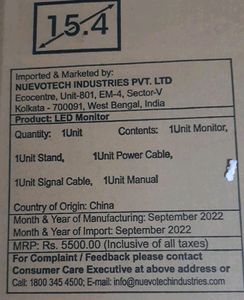 15.4
Imported & Marketed by:
NUEVOTECH INDUSTRIES PVT. LTD
Ecocentre, Unit-801, EM-4, Sector-V
Kolkata - 700091, West Bengal, India
Product: LED Monitor
Quantity: 1Unit Contents: 1Unit Monitor,
1Unit Stand, 1Unit Power Cable,
1Unit Signal Cable, 1Unit Manual
Country of Origin: China
Month & Year of Manufacturing: September 2022
Month & Year of Import: September 2022
MRP: Rs. 5500.00 (Inclusive of all taxes)
For Complaint / Feedback please contact
Consumer Care Executive at above address or
Call: 1800 345 4500; E-mail: info@nuevotechindustries.com